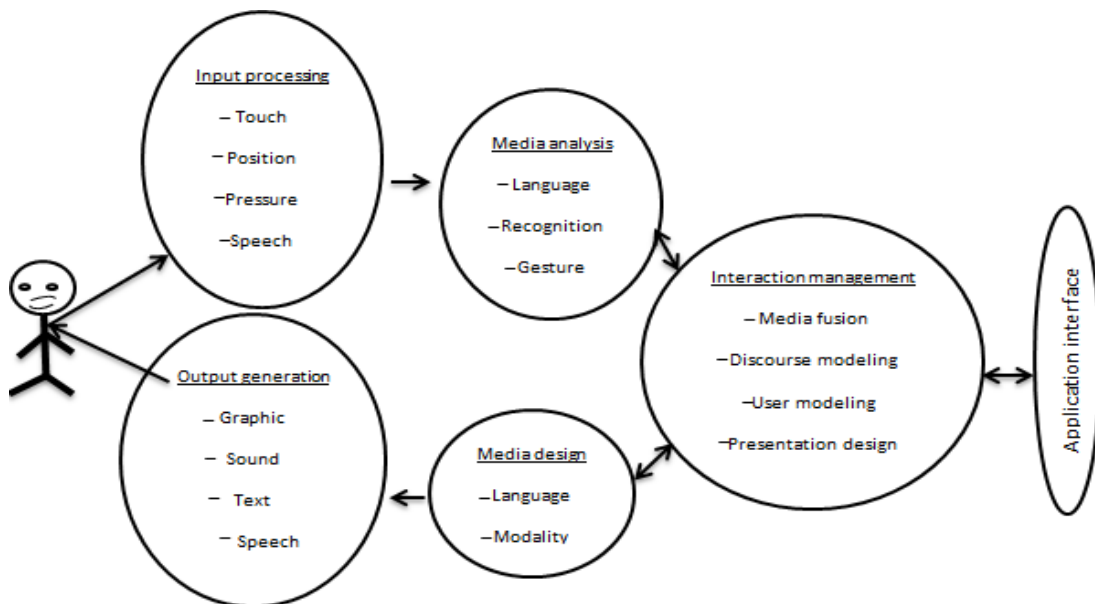 Input processing
– Touch
– Position
–Pressure
–Speech
Media analysis
–Language
–Recognition
–Gesture
Interaction management
–Media fusion
–Discourse modeling
–User modeling
–Presentation design
Application interface
Output generation
– Graphic
– Sound
– Text
– Speech
Media design
–Language
–Modality